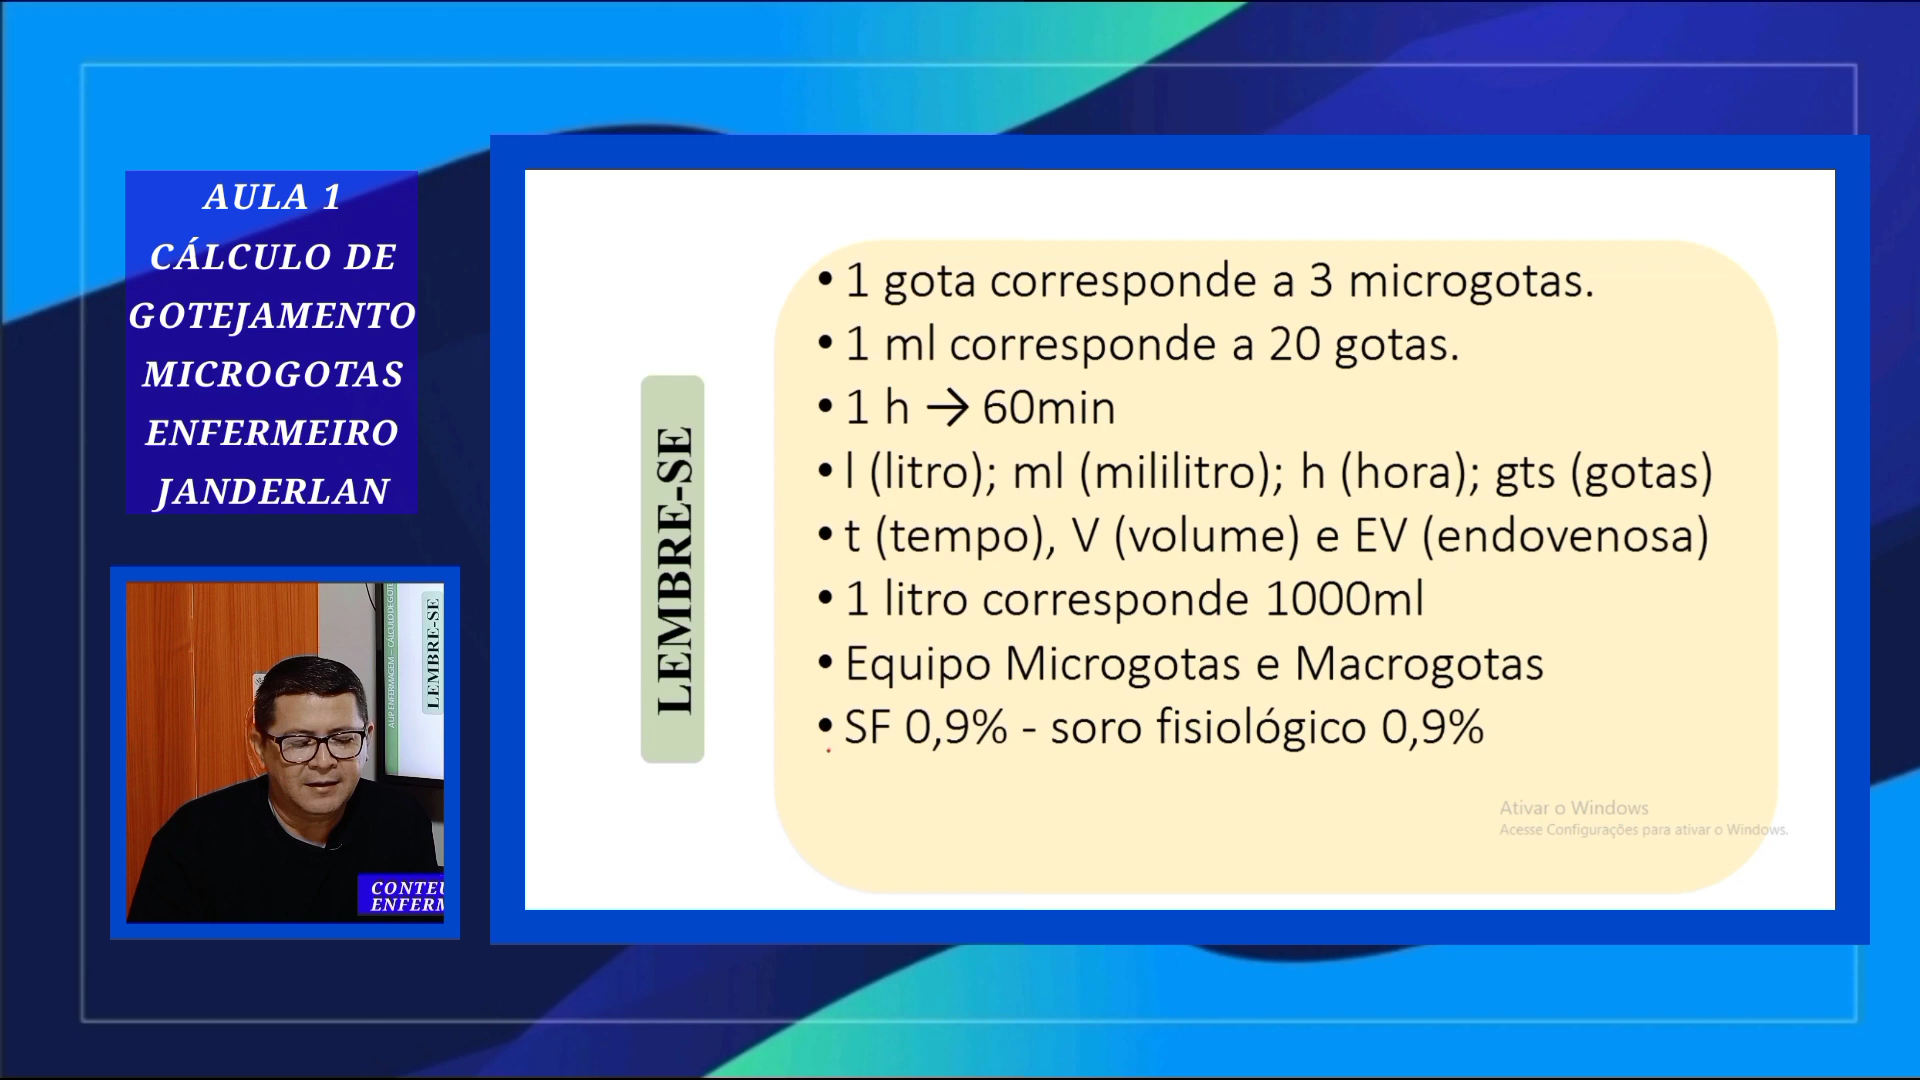 AULA 1
CÁLCULO DE
GOTEJAMENTO
MICROGOTAS
ENFERMEIRO
JANDERLAN
LEMBRE-SE
• 1 gota corresponde a 3 microgotas.
• 1 ml corresponde a 20 gotas.
• 1 h → 60min
• l (litro); ml (mililitro); h (hora); gts (gotas)
• t (tempo), V (volume) e EV (endovenosa)
• 1 litro corresponde 1000ml
• Equipo Microgotas e Macrogotas
• SF 0,9% - soro fisiológico 0,9%
Ativar o Windows
Acesse Configurações para ativar o Windows.
LEMBRE-SE
CONTEÚ
ENFERM